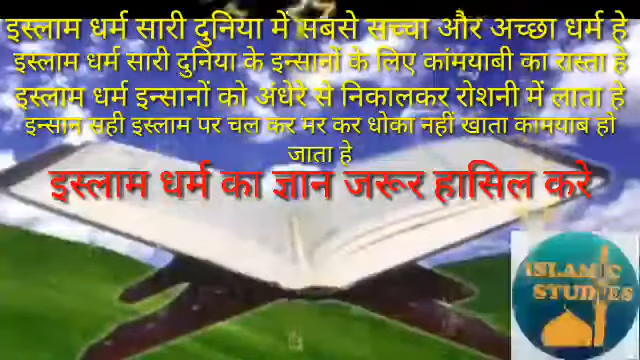 इस्लाम धर्म सारी दुनिया में सबसे सच्चा और अच्छा धर्म हे
इस्लाम धर्म सारी दुनिया के इन्सानों के लिए कांमयाबी का रास्ता हे
इस्लाम धर्म इन्सानों को अंधेरे से निकालकर रोशनी में लाता हे
इन्सान सही इस्लाम पर चल कर मर कर धोका नहीं खाता कामयाब हो
जाता हे
इस्लाम धर्म का ज्ञान जरूर हासिल करे
ISLAMIC
STUDIES